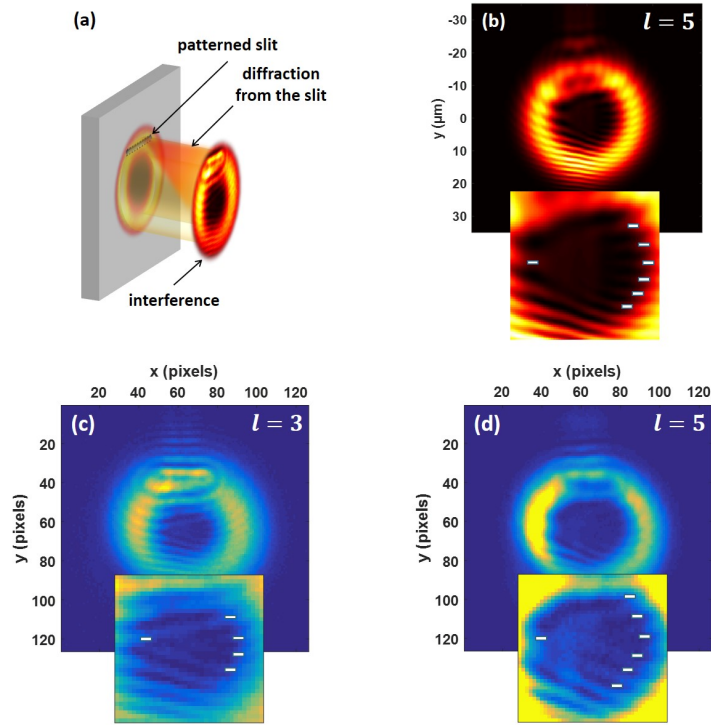 (a)
patterned slit
diffraction
from the slit
interference
(b)
l = 5
y (μm)
-30
-20
-10
0
10
20
30
x (pixels)
20 40 60 80 100 120
(c)
l = 3
y (pixels)
20
40
60
80
100
120
x (pixels)
20 40 60 80 100 120
(d)
l = 5
y (pixels)
20
40
60
80
100
120